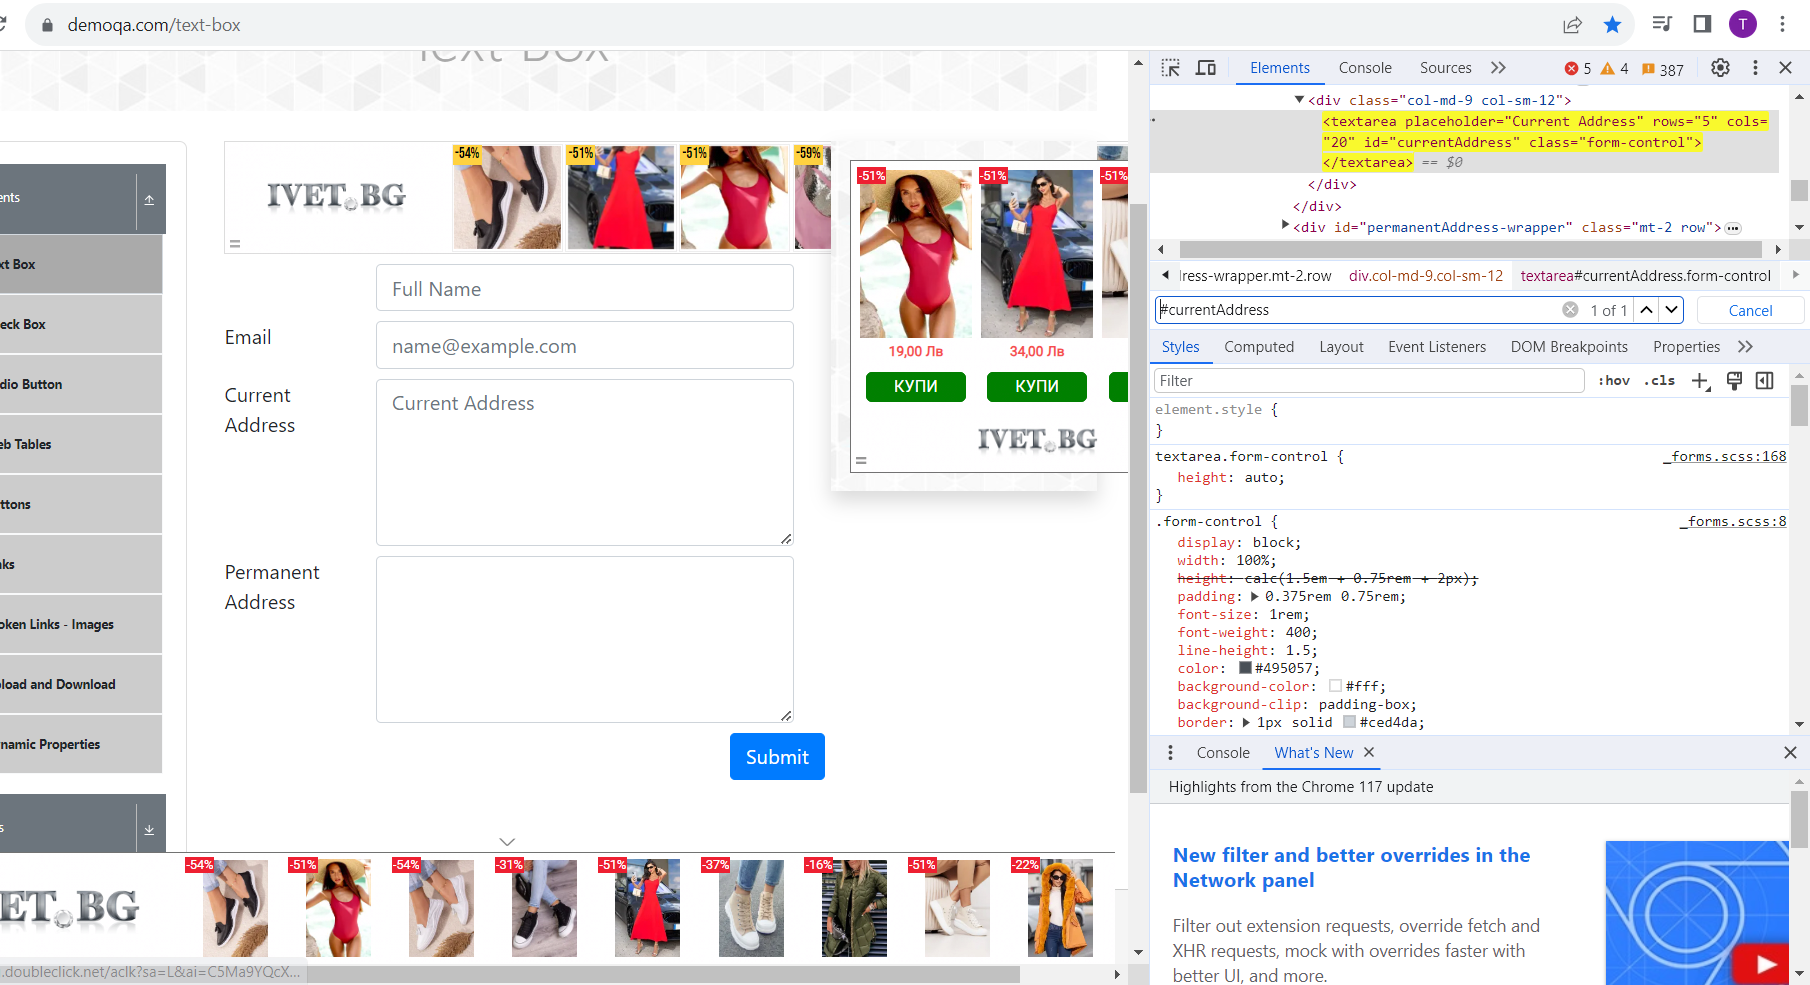 demoqa.com/text-box
T
Text Box
ents
xt Box
eck Box
dio Button
eb Tables
ttons
nks
oken Links - Images
pload and Download
ynamic Properties
s
IVET.BG
-54%
-51%
-51%
-59%
Full Name
Email
name@example.com
Current
Address
Current Address
Permanent
Address
Submit
-51%
-51%
-51%
19,00 Лв
34,00 Лв
КУПИ
КУПИ
IVET.BG
ET.BG
-54%
-51%
-54%
-31%
-51%
-37%
-16%
-51%
-22%
.doubleclick.net/aclk?sa=L&ai=C5Ma9YQcX...
Elements
Console
Sources
5
4
387
<div class="col-md-9 col-sm-12">
<textarea placeholder="Current Address" rows="5" cols=
"20" id="currentAddress" class="form-control">
</textarea> == $0
</div>
</div>
<div id="permanentAddress-wrapper" class="mt-2 row">
lress-wrapper.mt-2.row
div.col-md-9.col-sm-12
textarea#currentAddress.form-control
#currentAddress
1 of 1
Cancel
Styles
Computed
Layout
Event Listeners
DOM Breakpoints
Properties
Filter
:hov
.cls
element.style {
}
textarea.form-control {
_forms.scss:168
height: auto;
}
.form-control {
_forms.scss:8
display: block;
width: 100%;
height: calc(1.5em + 0.75rem + 2px);
padding: 0.375rem 0.75rem;
font-size: 1rem;
font-weight: 400;
line-height: 1.5;
color: #495057;
background-color: #fff;
background-clip: padding-box;
border: 1px solid #ced4da;
Console
What's New
Highlights from the Chrome 117 update
New filter and better overrides in the
Network panel
Filter out extension requests, override fetch and
XHR requests, mock with overrides faster with
better UI, and more.